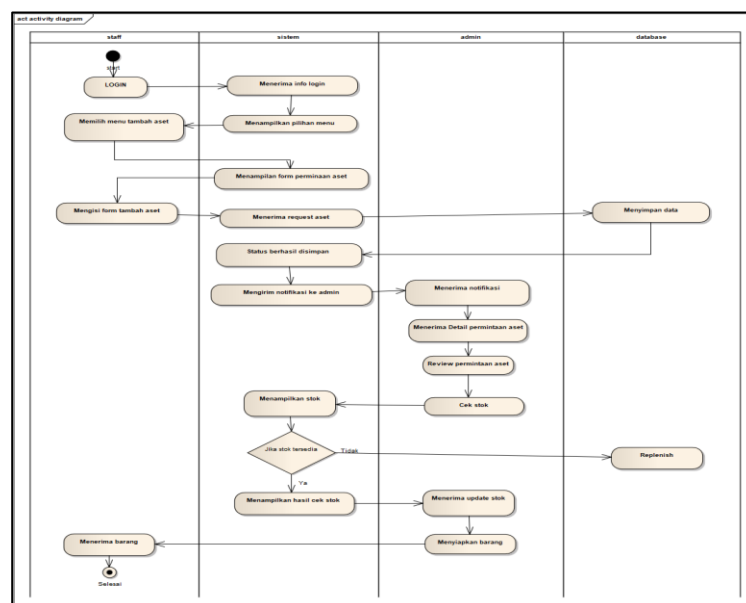 act activity diagram
staff
sistem
admin
database
start
LOGIN
Menerima info login
Memilih menu tambah aset
Menampilkan pilihan menu
Menampilan form perminaan aset
Mengisi form tambah aset
Menerima request aset
Menyimpan data
Status berhasil disimpan
Mengirim notifikasi ke admin
Menerima notifikasi
Menerima Detail permintaan aset
Review permintaan aset
Menampilkan stok
Cek stok
Jika stok tersedia
Tidak
Replenish
Ya
Menampilkan hasil cek stok
Menerima update stok
Menerima barang
Menyiapkan barang
Selesai